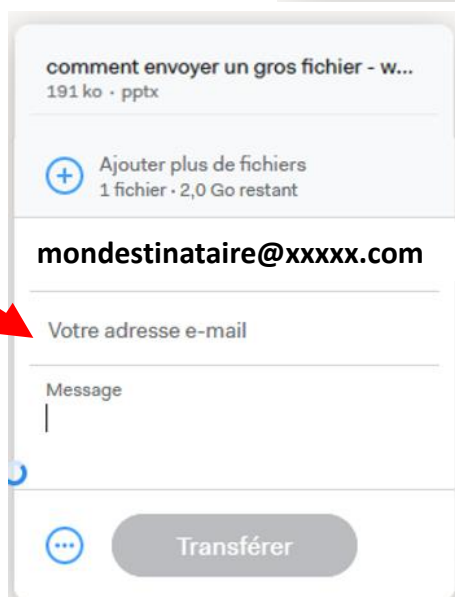 comment envoyer un gros fichier - w...
191 ko · pptx
Ajouter plus de fichiers
1 fichier · 2,0 Go restant
mondestinataire@xxxxx.com
Votre adresse e-mail
Message
Transférer